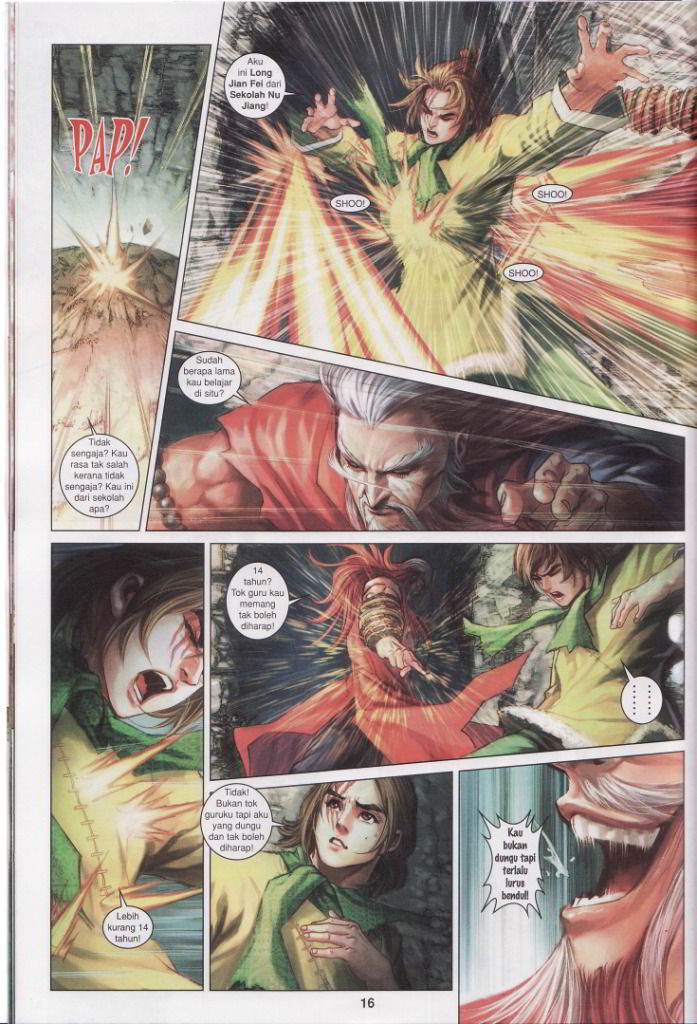 PAP!
Tidak
sengaja? Kau
rasa tak salah
kerana tidak
sengaja? Kau ini
dari sekolah
apa?
Aku
ini Long
Jian Fei dari
Sekolah Nu
Jiang!
SHOO!
SHOO!
SHOO!
Sudah
berapa lama
kau belajar
di situ?
Lebih
kurang 14
tahun!
14
tahun?
Tok guru kau
memang
tak boleh
diharap!
......
Tidak!
Bukan tok
guruku tapi aku
yang dungu
dan tak boleh
diharap!
Kau
bukan
dungu tapi
terlalu
lurus
bendul!
16